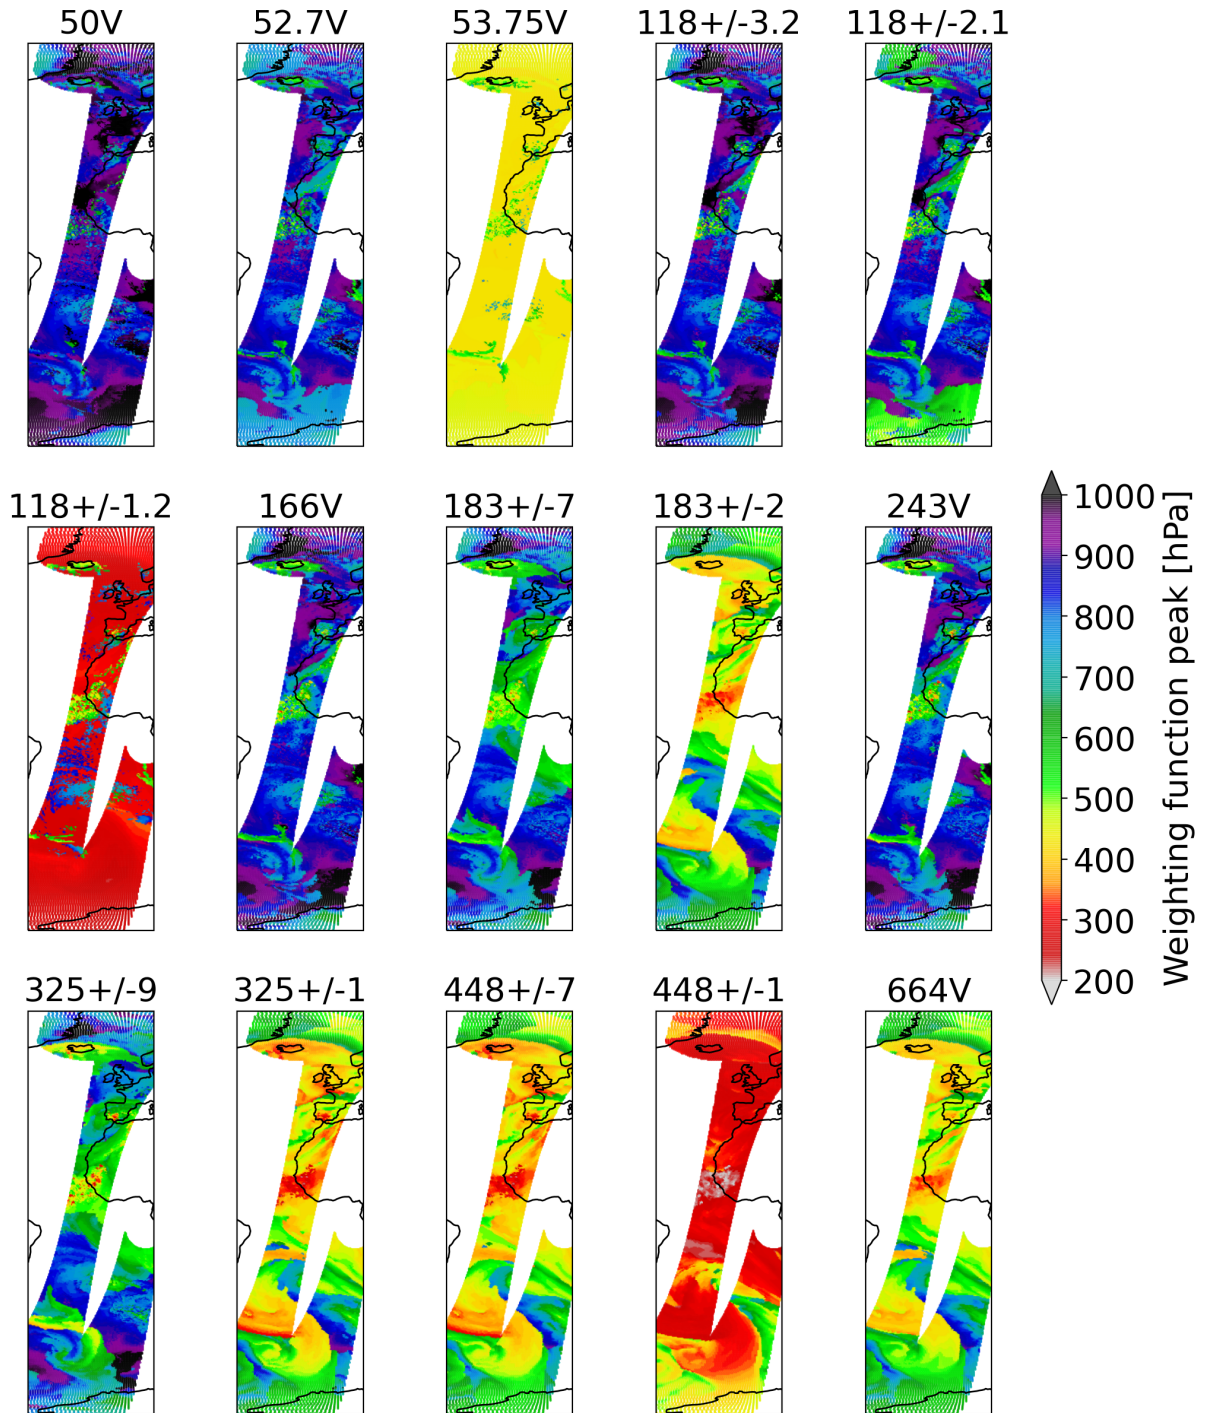 50V 52.7V 53.75V 118+/-3.2 118+/-2.1
118+/-1.2 166V 183+/-7 183+/-2 243V
1000
900
800
700
600
500
400
300
200
Weighting function peak [hPa]
325+/-9 325+/-1 448+/-7 448+/-1 664V